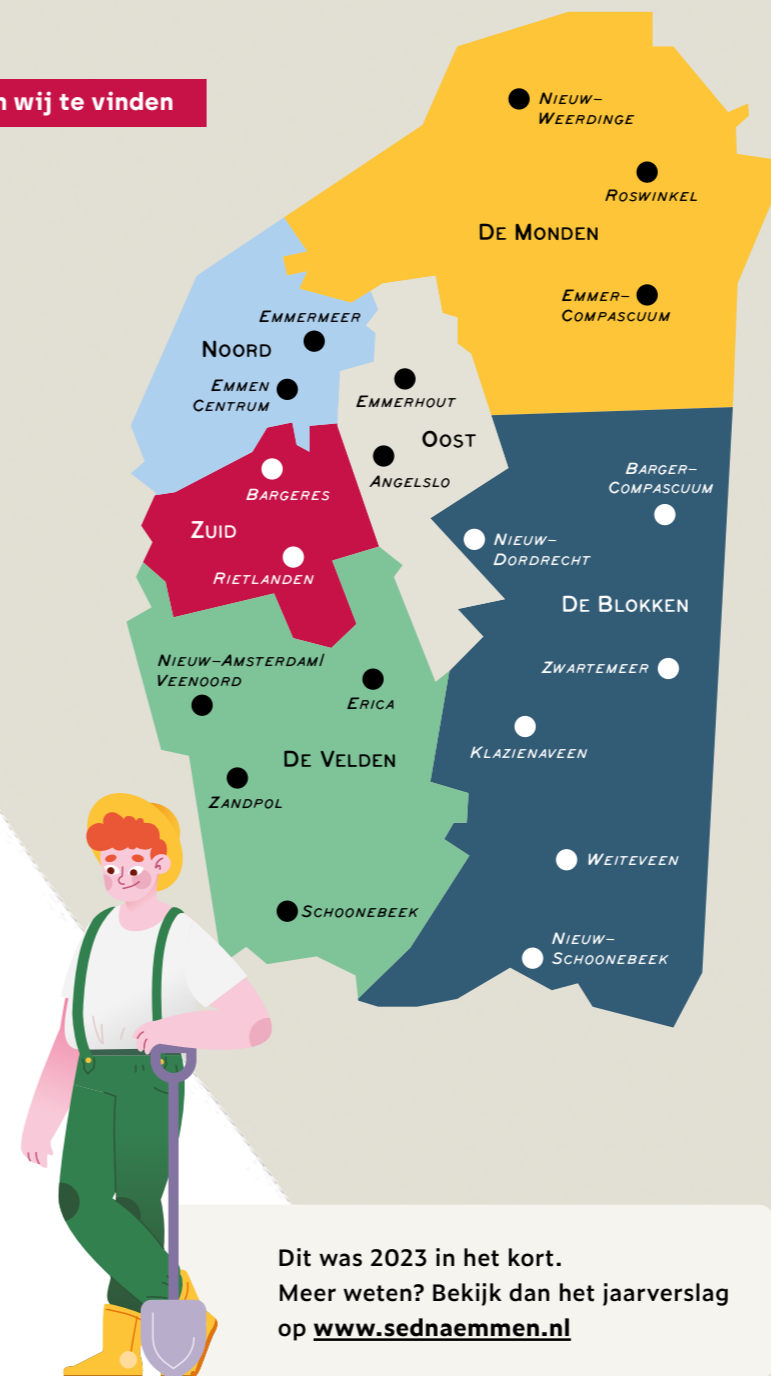 n wij te vinden
Nieuw-
Weerdinge
Roswinkel
De Monden
Emmer-
Compascuum
Emmermeer
Noord
Emmen
Centrum
Emmerhout
Oost
Angelslo
Bargeres
Zuid
Rietlanden
Barger-
Compascuum
Nieuw-
Dordrecht
De Blokken
Zwartemeer
Klazienaveen
Weiteveen
Nieuw-
Schoonebeek
Nieuw-Amsterdam/
Veenoord
Erica
De Velden
Zandpol
Schoonebeek
Dit was 2023 in het kort.
Meer weten? Bekijk dan het jaarverslag
op www.sednaemmen.nl